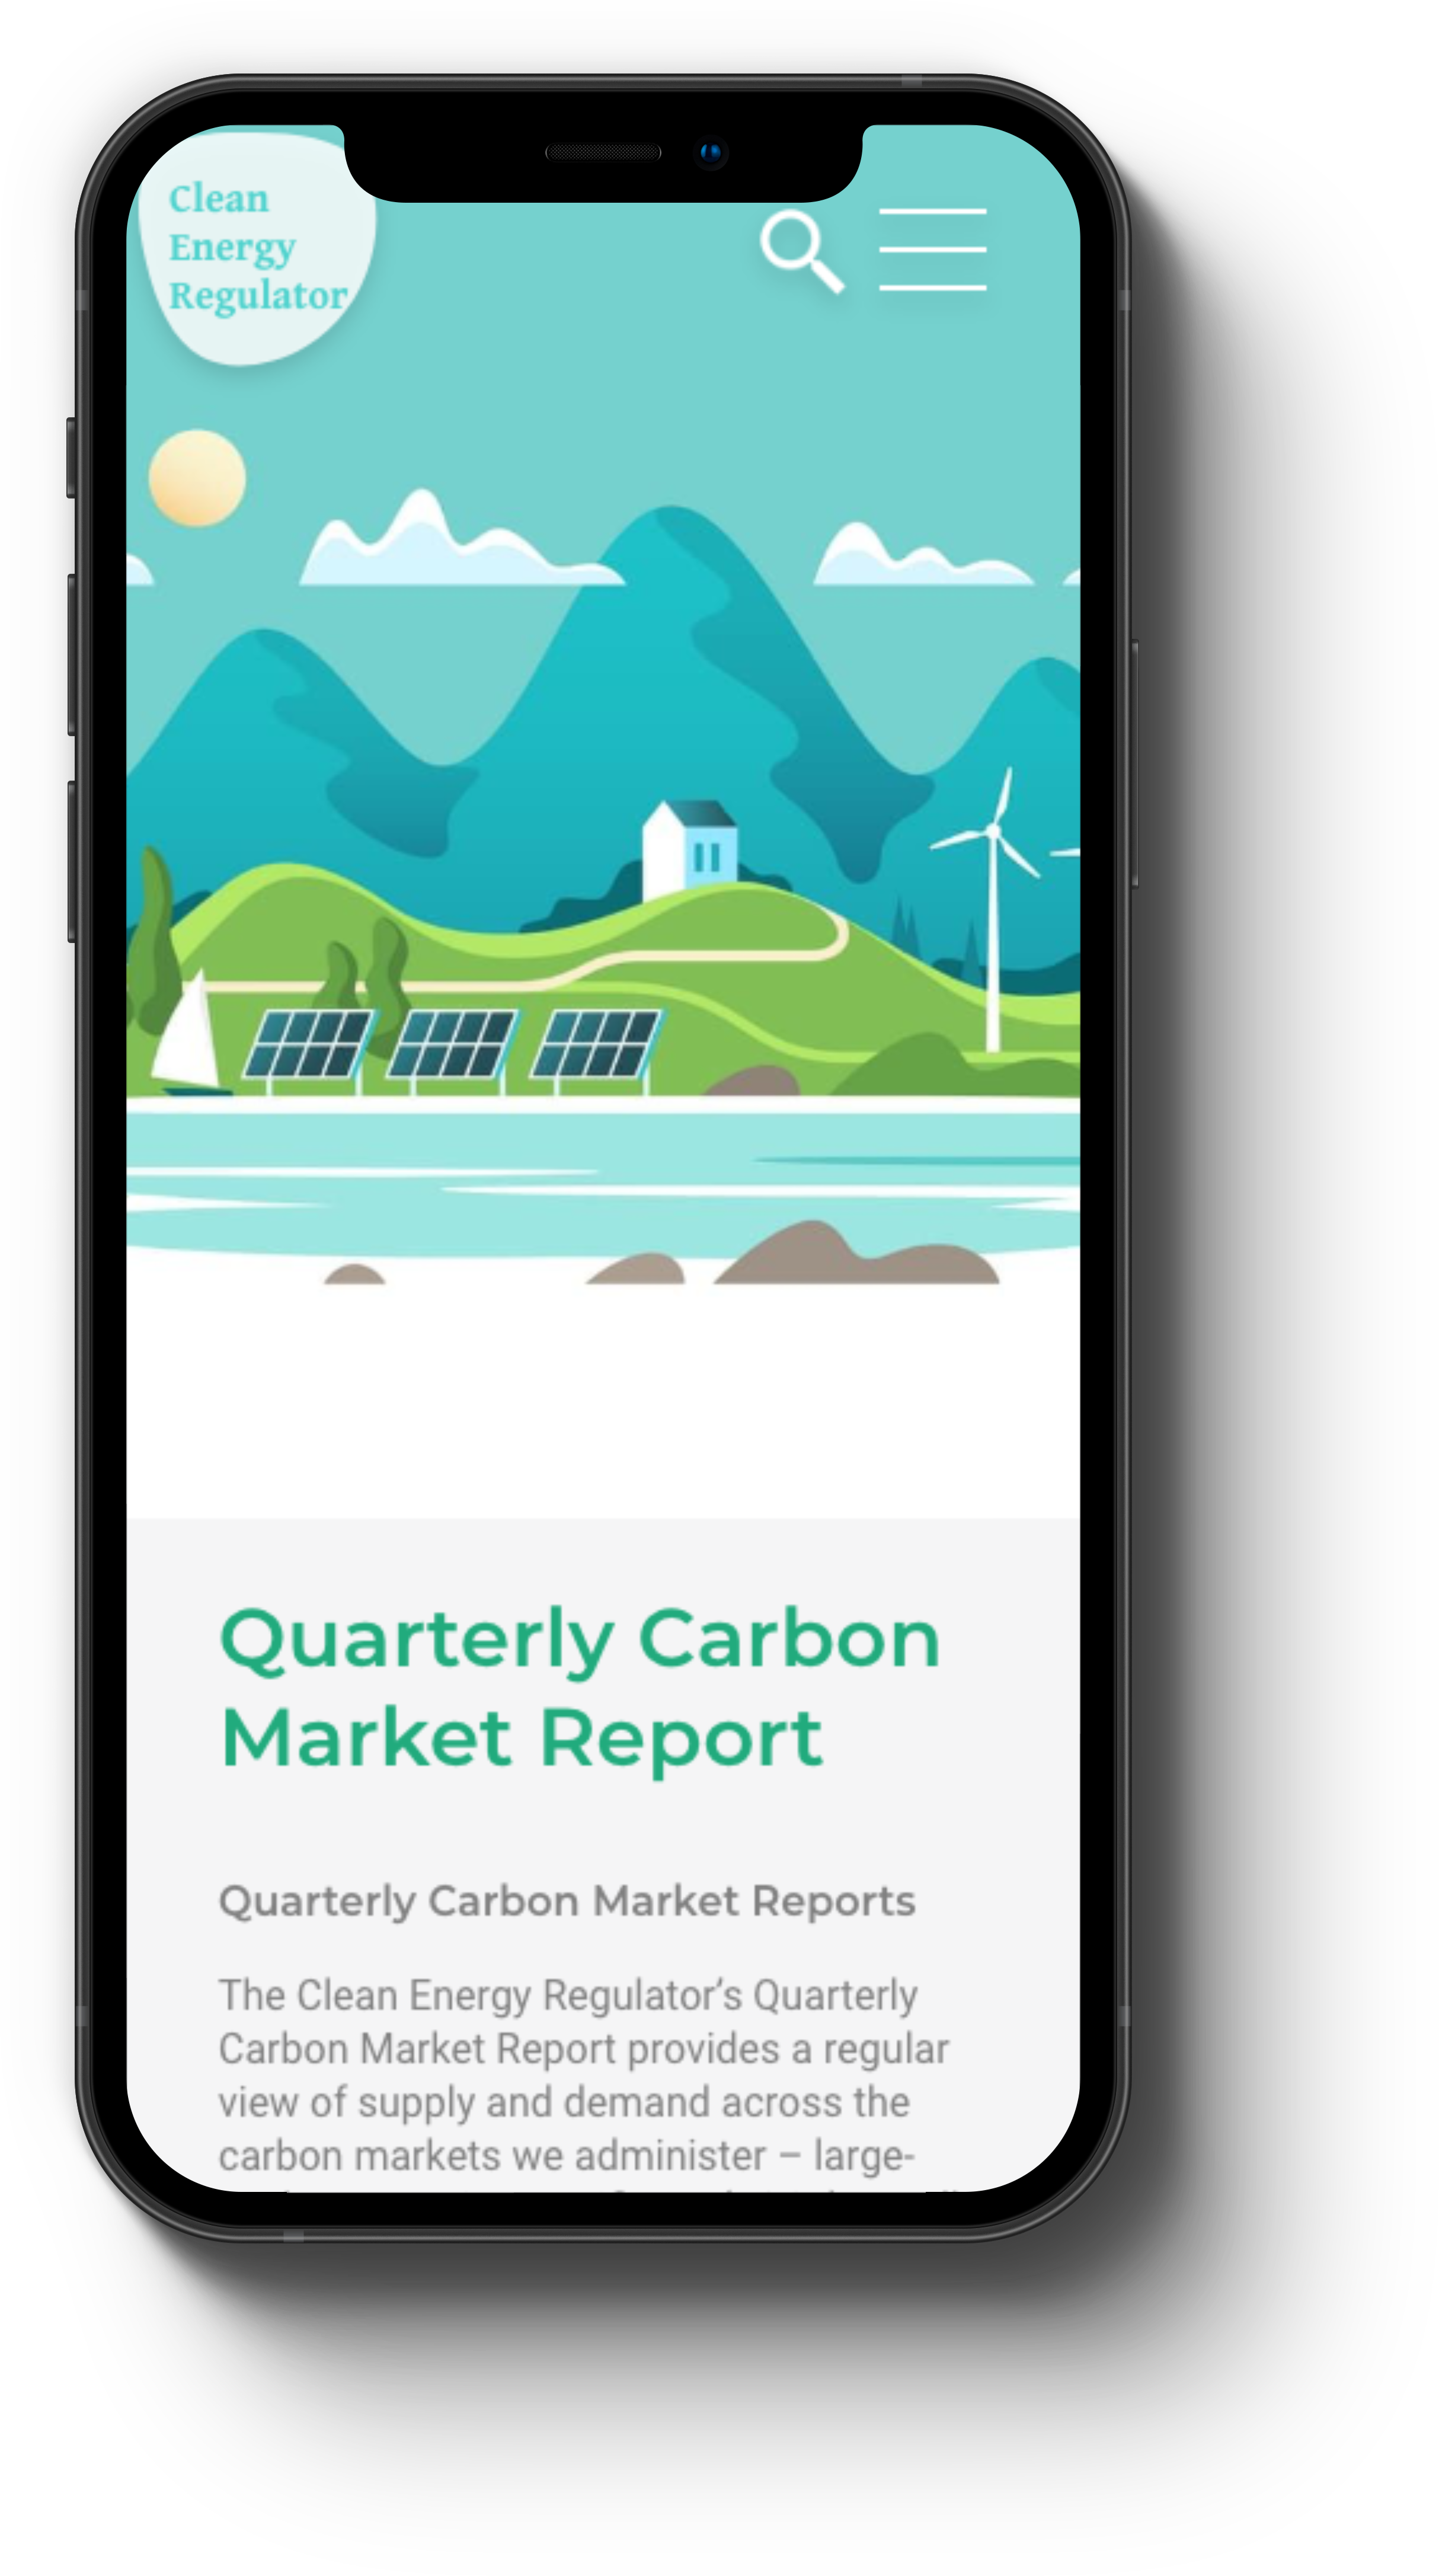 Clean
Energy
Regulator
Quarterly Carbon
Market Report
Quarterly Carbon Market Reports
The Clean Energy Regulator’s Quarterly
Carbon Market Report provides a regular
view of supply and demand across the
carbon markets we administer – large-